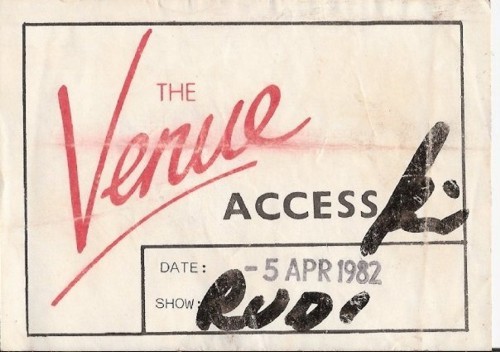 THE
Venue
ACCESS
DATE: -5 APR 1982
SHOW: RUDI